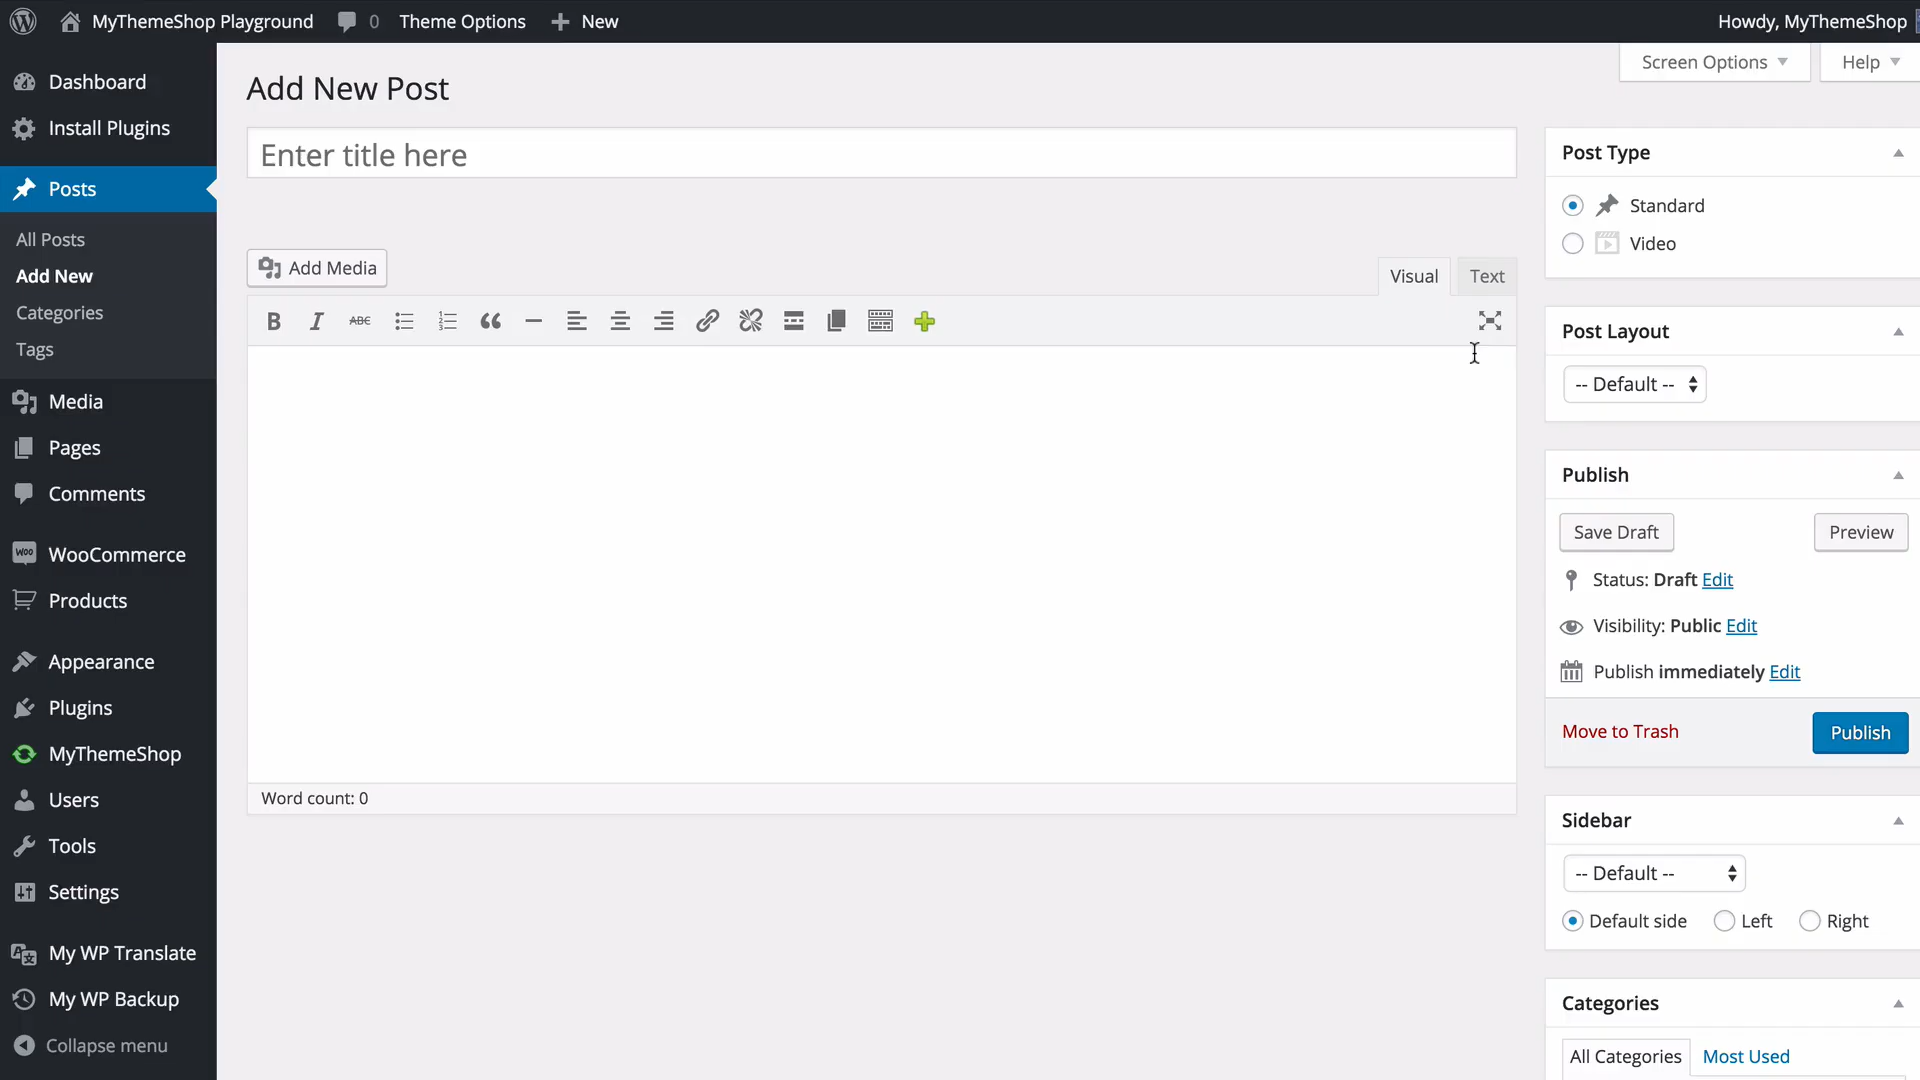 MyThemeShop Playground 0 Theme Options New Howdy, MyThemeShop
Dashboard
Install Plugins
Posts
All Posts
Add New
Categories
Tags
Media
Pages
Comments
WOO WooCommerce
Products
Appearance
Plugins
MyThemeShop
Users
Tools
Settings
My WP Translate
My WP Backup
Collapse menu
Screen Options Help
Add New Post
Enter title here
Add Media
Visual Text
B I ABC
Word count: 0
Post Type
Standard
Video
Post Layout
-- Default --
Publish
Save Draft Preview
Status: Draft Edit
Visibility: Public Edit
Publish immediately Edit
Move to Trash Publish
Sidebar
-- Default --
Default side Left Right
Categories
All Categories Most Used